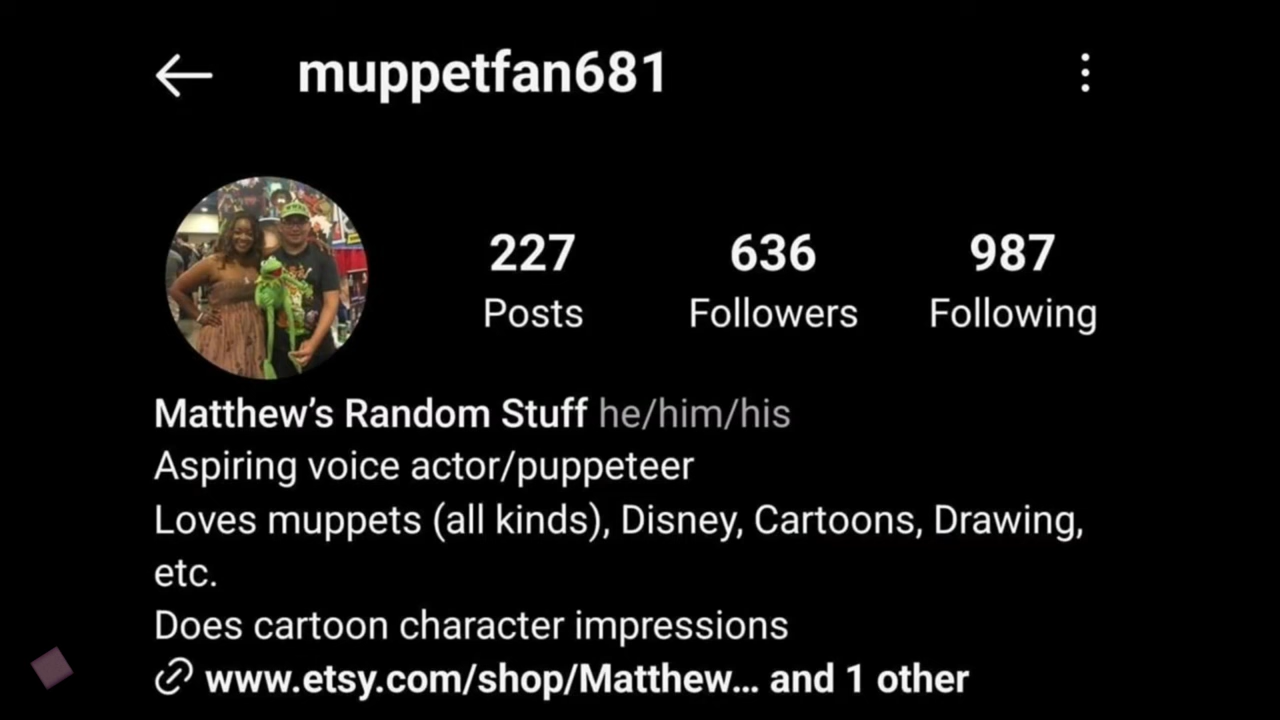 muppetfan681
227 636 987
Posts Followers Following
Matthew’s Random Stuff he/him/his
Aspiring voice actor/puppeteer
Loves muppets (all kinds), Disney, Cartoons, Drawing,
etc.
Does cartoon character impressions
www.etsy.com/shop/Matthew... and 1 other